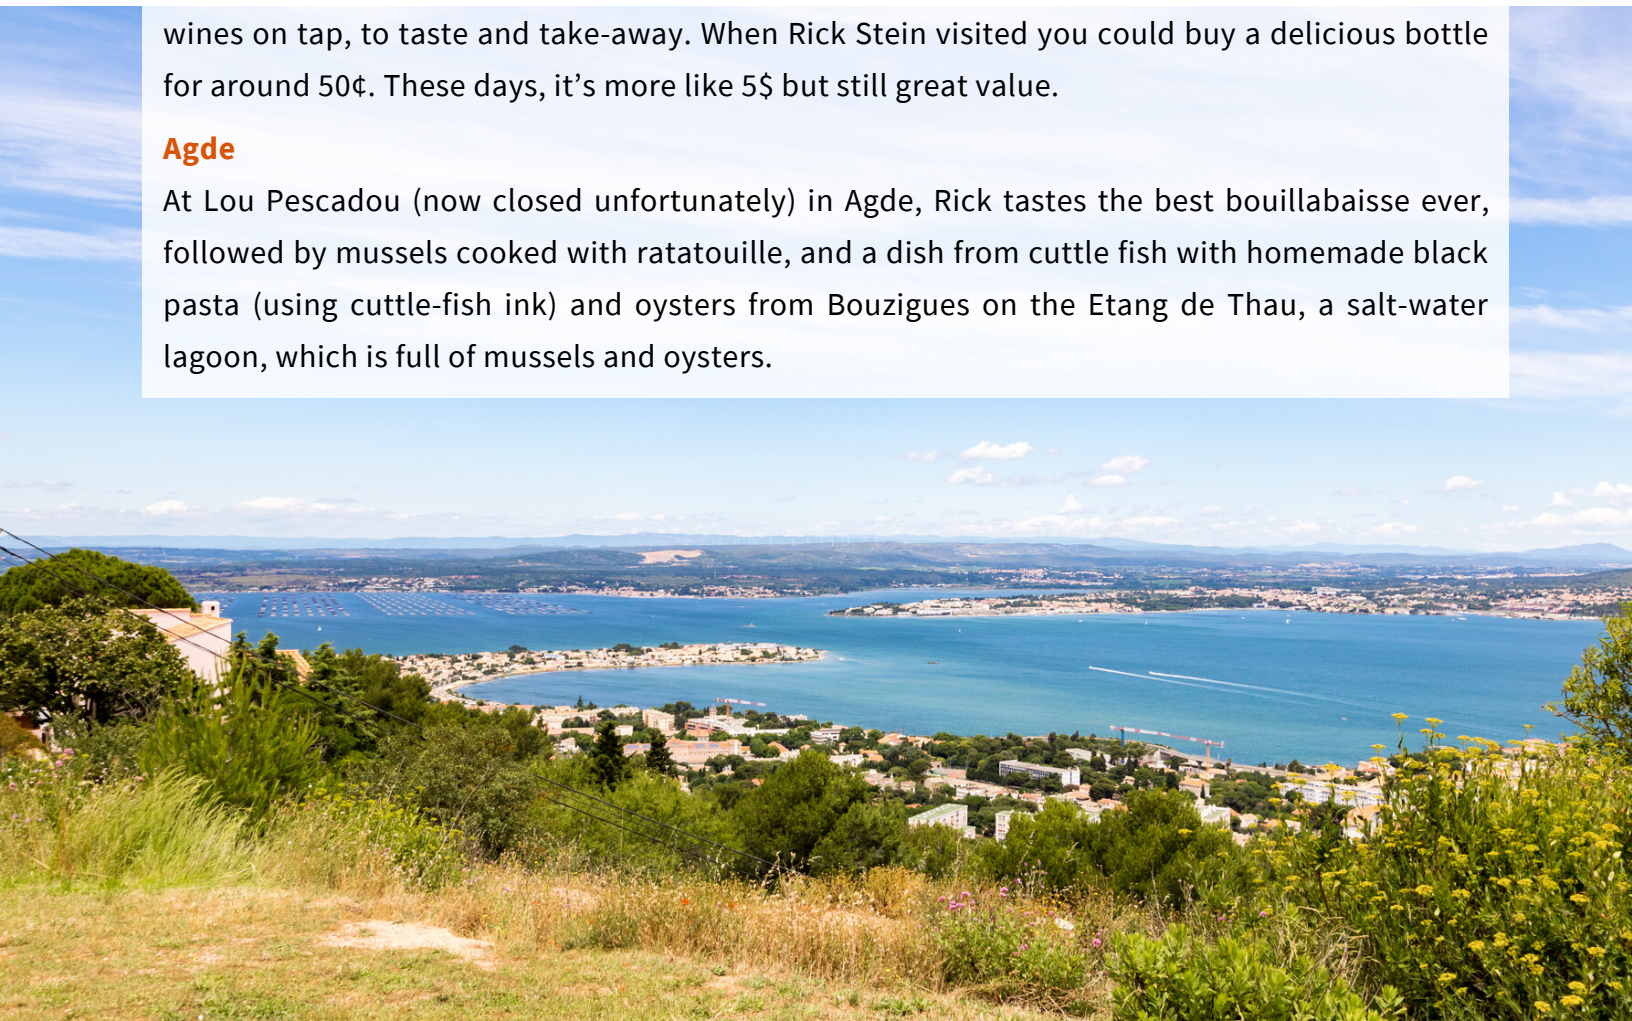 wines on tap, to taste and take-away. When Rick Stein visited you could buy a delicious bottle
for around 50¢. These days, it’s more like 5$ but still great value.
Agde
At Lou Pescadou (now closed unfortunately) in Agde, Rick tastes the best bouillabaisse ever,
followed by mussels cooked with ratatouille, and a dish from cuttle fish with homemade black
pasta (using cuttle-fish ink) and oysters from Bouzigues on the Etang de Thau, a salt-water
lagoon, which is full of mussels and oysters.